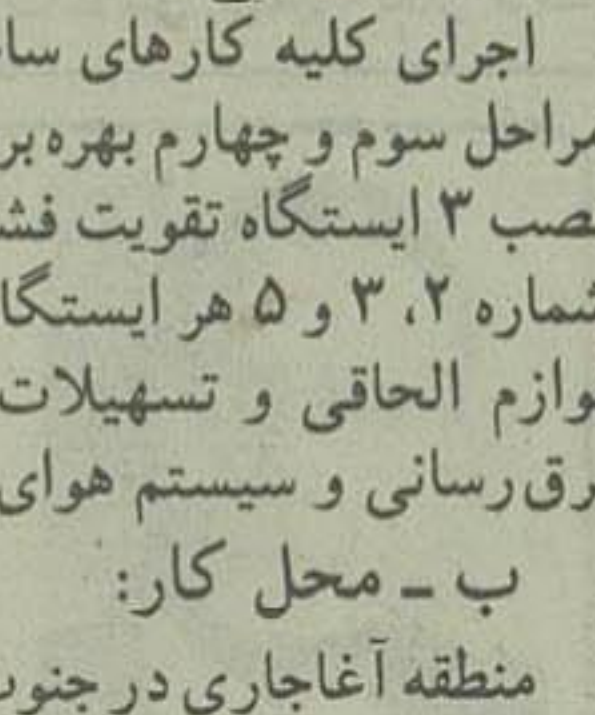 اجرای کلیه کارهای سا
مراحل سوم و چهارم بهره‌بر
نصب ۳ ایستگاه تقویت فش
شماره ۲، ۳ و ۵ هر ایستگا
لوازم الحاقی و تسهیلات
برق‌رسانی و سیستم هوای
ب ـ محل کار:
منطقه آغاجاری در جنوب